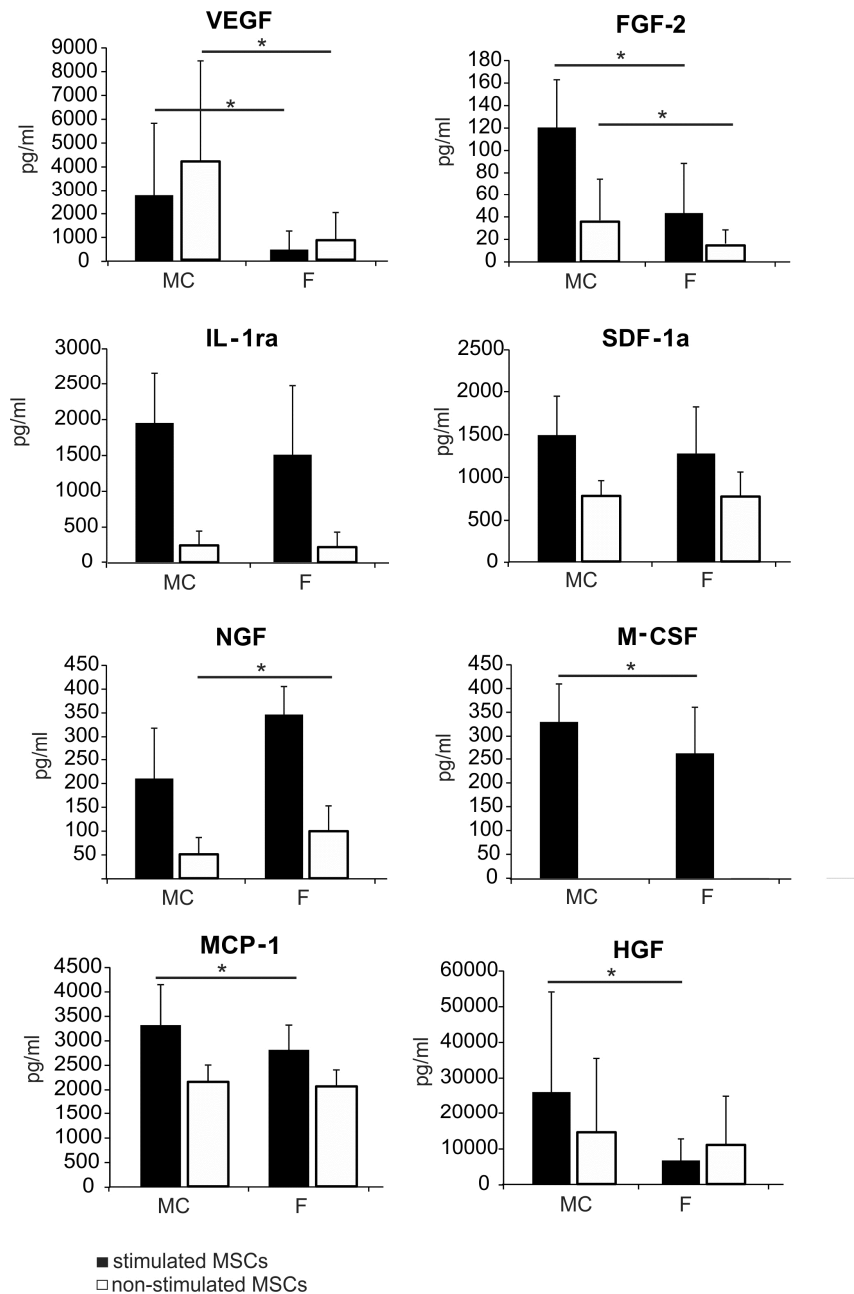 VEGF
9000
8000
7000
6000
5000
4000
3000
2000
1000
0
pg/ml
*
*
MC F
FGF-2
180
160
140
120
100
80
60
40
20
0
pg/ml
*
*
MC F
IL-1ra
3000
2500
2000
1500
1000
500
0
pg/ml
MC F
SDF-1a
2500
2000
1500
1000
500
0
pg/ml
MC F
NGF
450
400
350
300
250
200
150
100
50
pg/ml
*
MC F
M-CSF
450
400
350
300
250
200
150
100
50
0
pg/ml
*
MC F
MCP-1
4500
4000
3500
3000
2500
2000
1500
1000
500
0
pg/ml
*
MC F
HGF
60000
50000
40000
30000
20000
10000
0
pg/ml
*
MC F
stimulated MSCs
non-stimulated MSCs